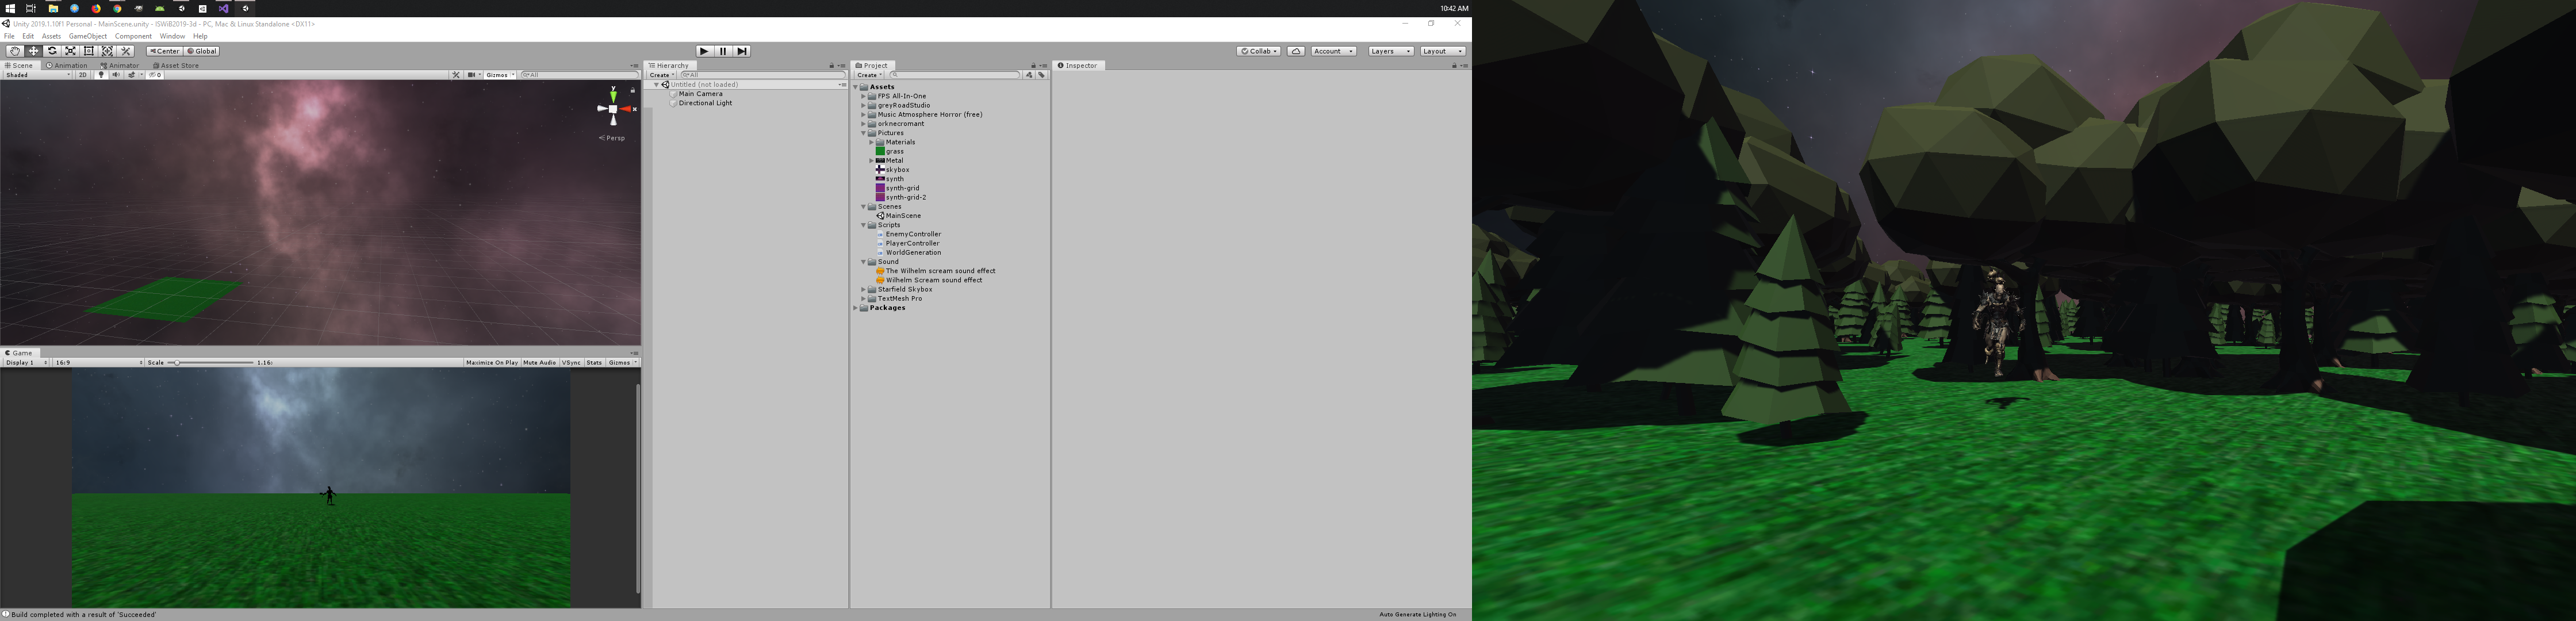 10:42 AM
Unity 2019.1.10f1 Personal - MainScene.unity - ISWiB2019-3d - PC, Mac & Linux Standalone <DX11>
File Edit Assets GameObject Component Window Help
Center Global Collab Account Layers Layout
Scene Animation Animator Asset Store
Shaded 2D 0 Gizmos All
y
x
Persp
Game
Display 1 16:9 Scale 1.16x Maximize On Play Mute Audio VSync Stats Gizmos
Hierarchy
Create All
Untitled (not loaded)
Main Camera
Directional Light
Project
Create
Assets
FPS All-In-One
greyRoadStudio
Music Atmosphere Horror (free)
orknecromant
Pictures
Materials
grass
Metal
skybox
synth
synth-grid
synth-grid-2
Scenes
MainScene
Scripts
EnemyController
PlayerController
WorldGeneration
Sound
The Wilhelm scream sound effect
Wilhelm Scream sound effect
Starfield Skybox
TextMesh Pro
Packages
Inspector
Build completed with a result of 'Succeeded'
Auto Generate Lighting On